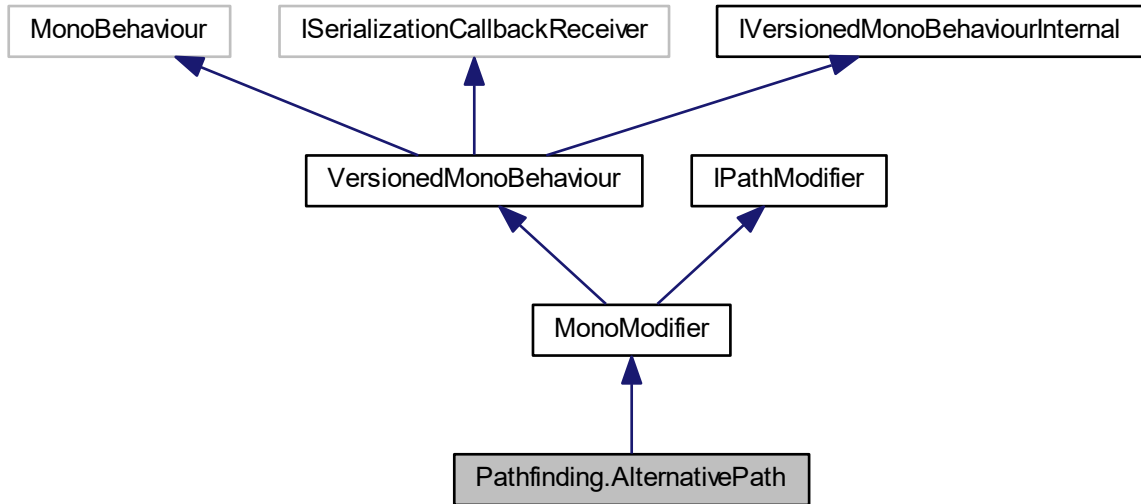 MonoBehaviour
ISerializationCallbackReceiver
IVersionedMonoBehaviourInternal
VersionedMonoBehaviour
IPathModifier
MonoModifier
Pathfinding.AlternativePath